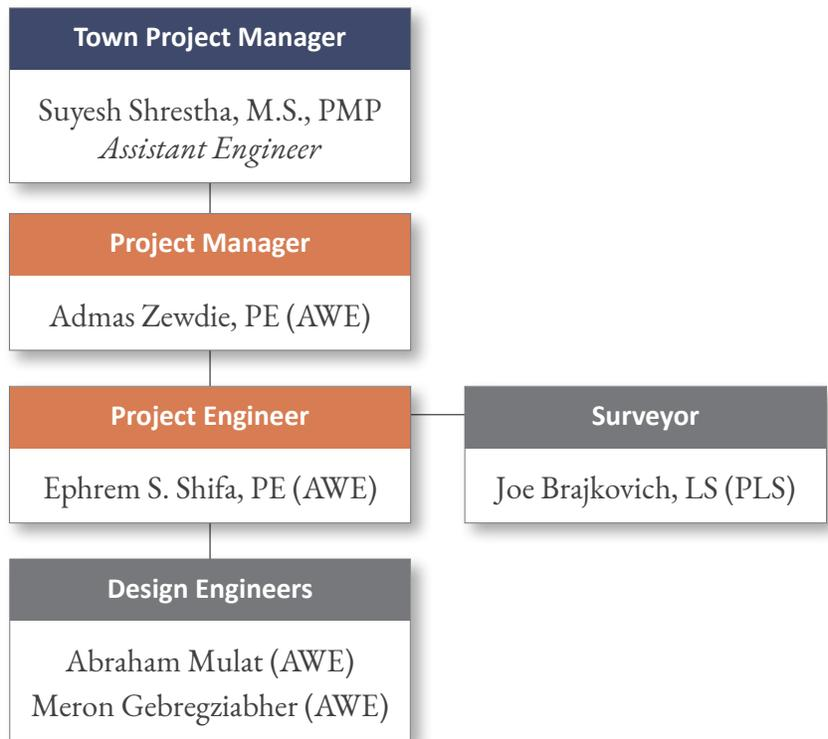 Town Project Manager
Suyesh Shrestha, M.S., PMP
Assistant Engineer
Project Manager
Admas Zewdie, PE (AWE)
Project Engineer
Ephrem S. Shifa, PE (AWE)
Surveyor
Joe Brajkovich, LS (PLS)
Design Engineers
Abraham Mulat (AWE)
Meron Gebregziabher (AWE)